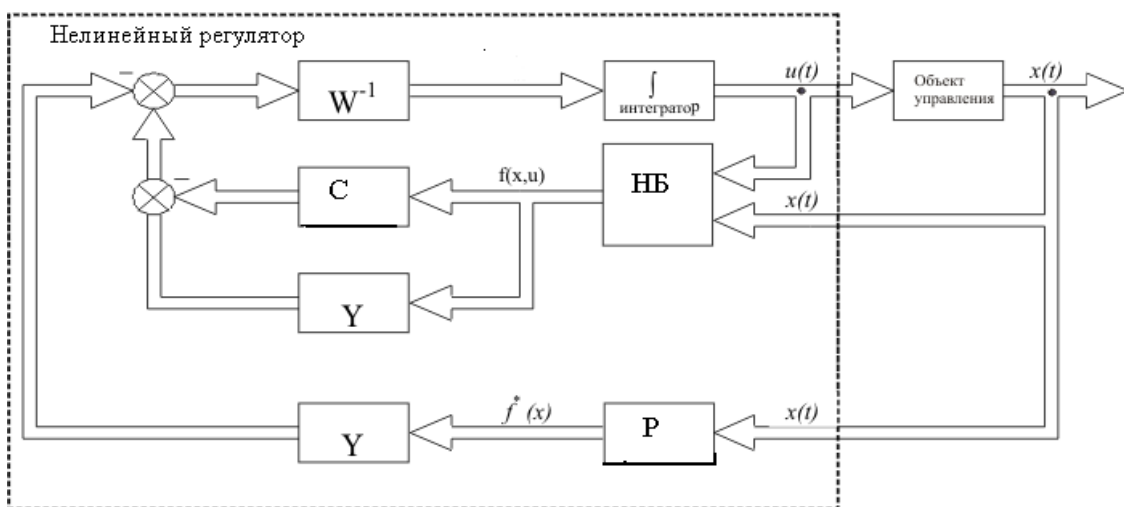 Нелинейный регулятор
W⁻¹
∫
интегратор
u(t)
Объект
управления
x(t)
С
f(x,u)
НБ
x(t)
Y
Y
f*(x)
Р
x(t)